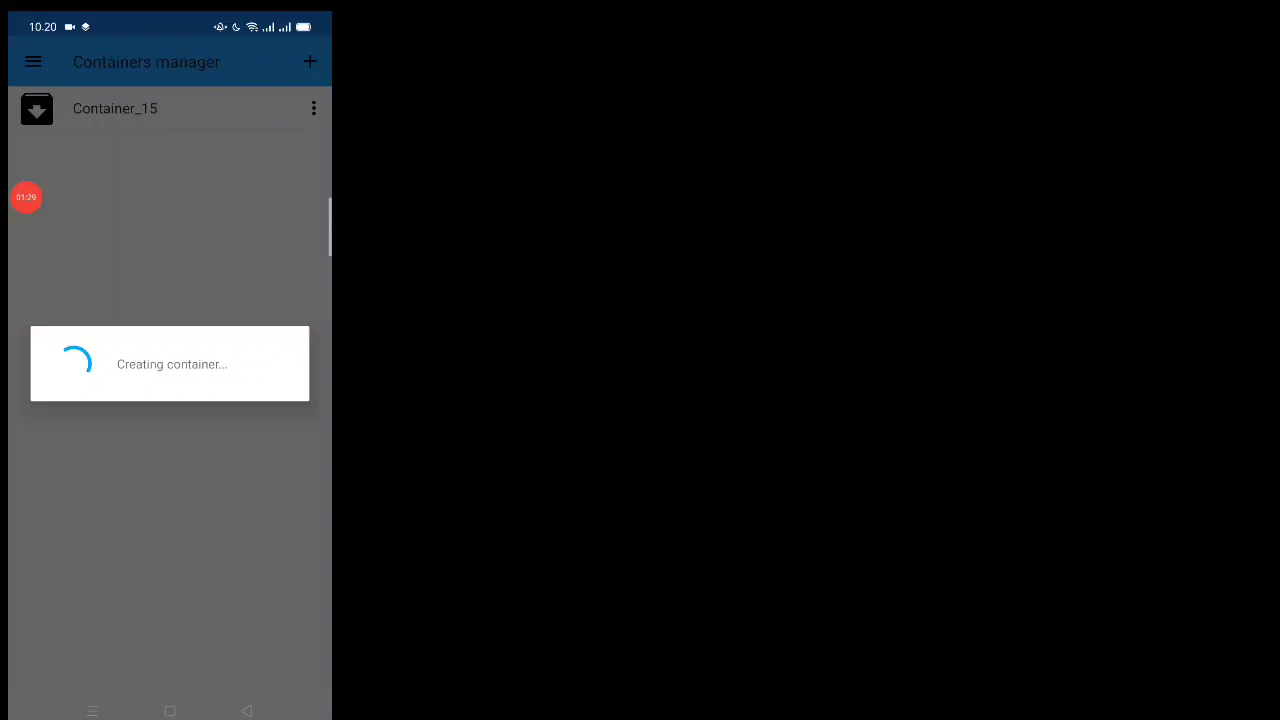 10.20
Containers manager
Container_15
01:29
Creating container...